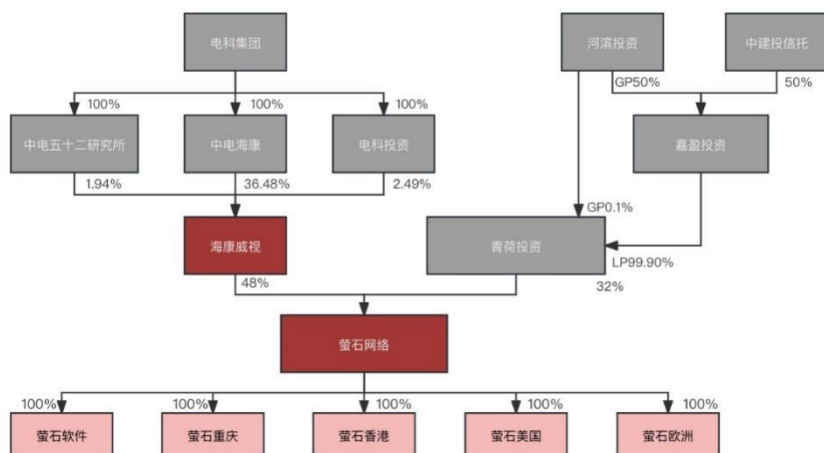 电科集团
河滨投资
中建投信托
GP50%
50%
100%
100%
100%
中电五十二研究所
中电海康
电科投资
嘉盈投资
1.94%
36.48%
2.49%
GP0.1%
海康威视
青荷投资
LP99.90%
48%
32%
萤石网络
100%
100%
100%
100%
100%
萤石软件
萤石重庆
萤石香港
萤石美国
萤石欧洲